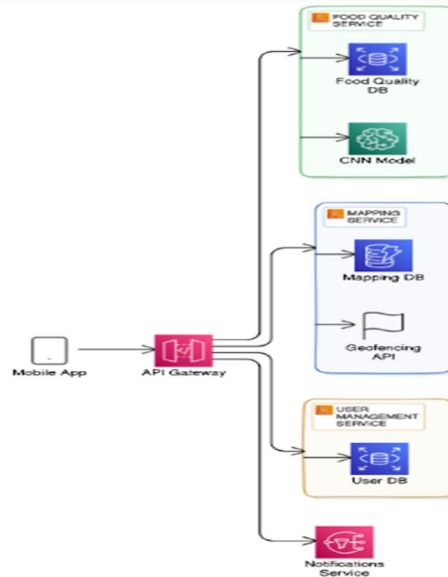 FOOD QUALITY
SERVICE
Food Quality
DB
CNN Model
MAPPING
SERVICE
Mapping DB
Geofencing
API
Mobile App
API Gateway
USER
MANAGEMENT
SERVICE
User DB
Notifications
Service